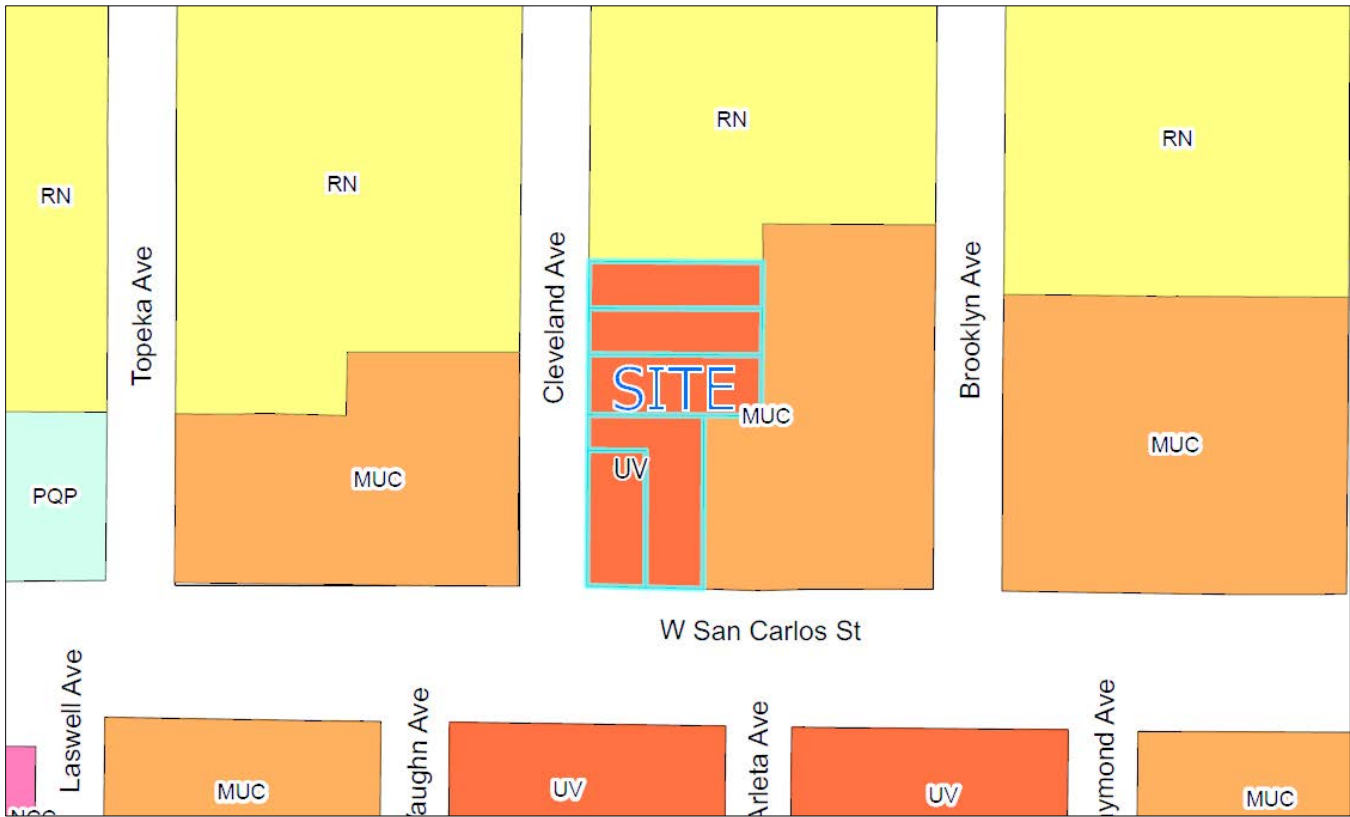 RN
RN
RN
RN
Topeka Ave
Cleveland Ave
Brooklyn Ave
SITE
MUC
MUC
MUC
UV
PQP
W San Carlos St
Laswell Ave
Arleta Ave
MUC
UV
UV
MUC